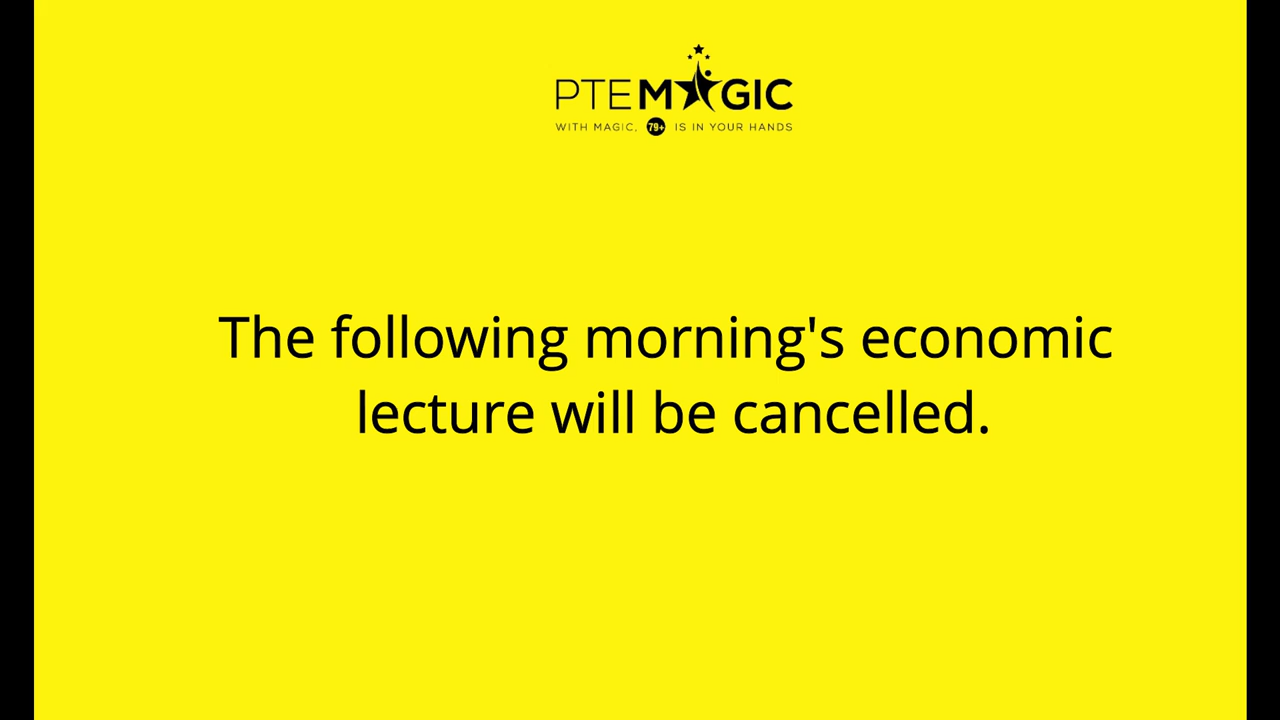 PTEMAGIC
WITH MAGIC, 79+ IS IN YOUR HANDS
The following morning's economic
lecture will be cancelled.